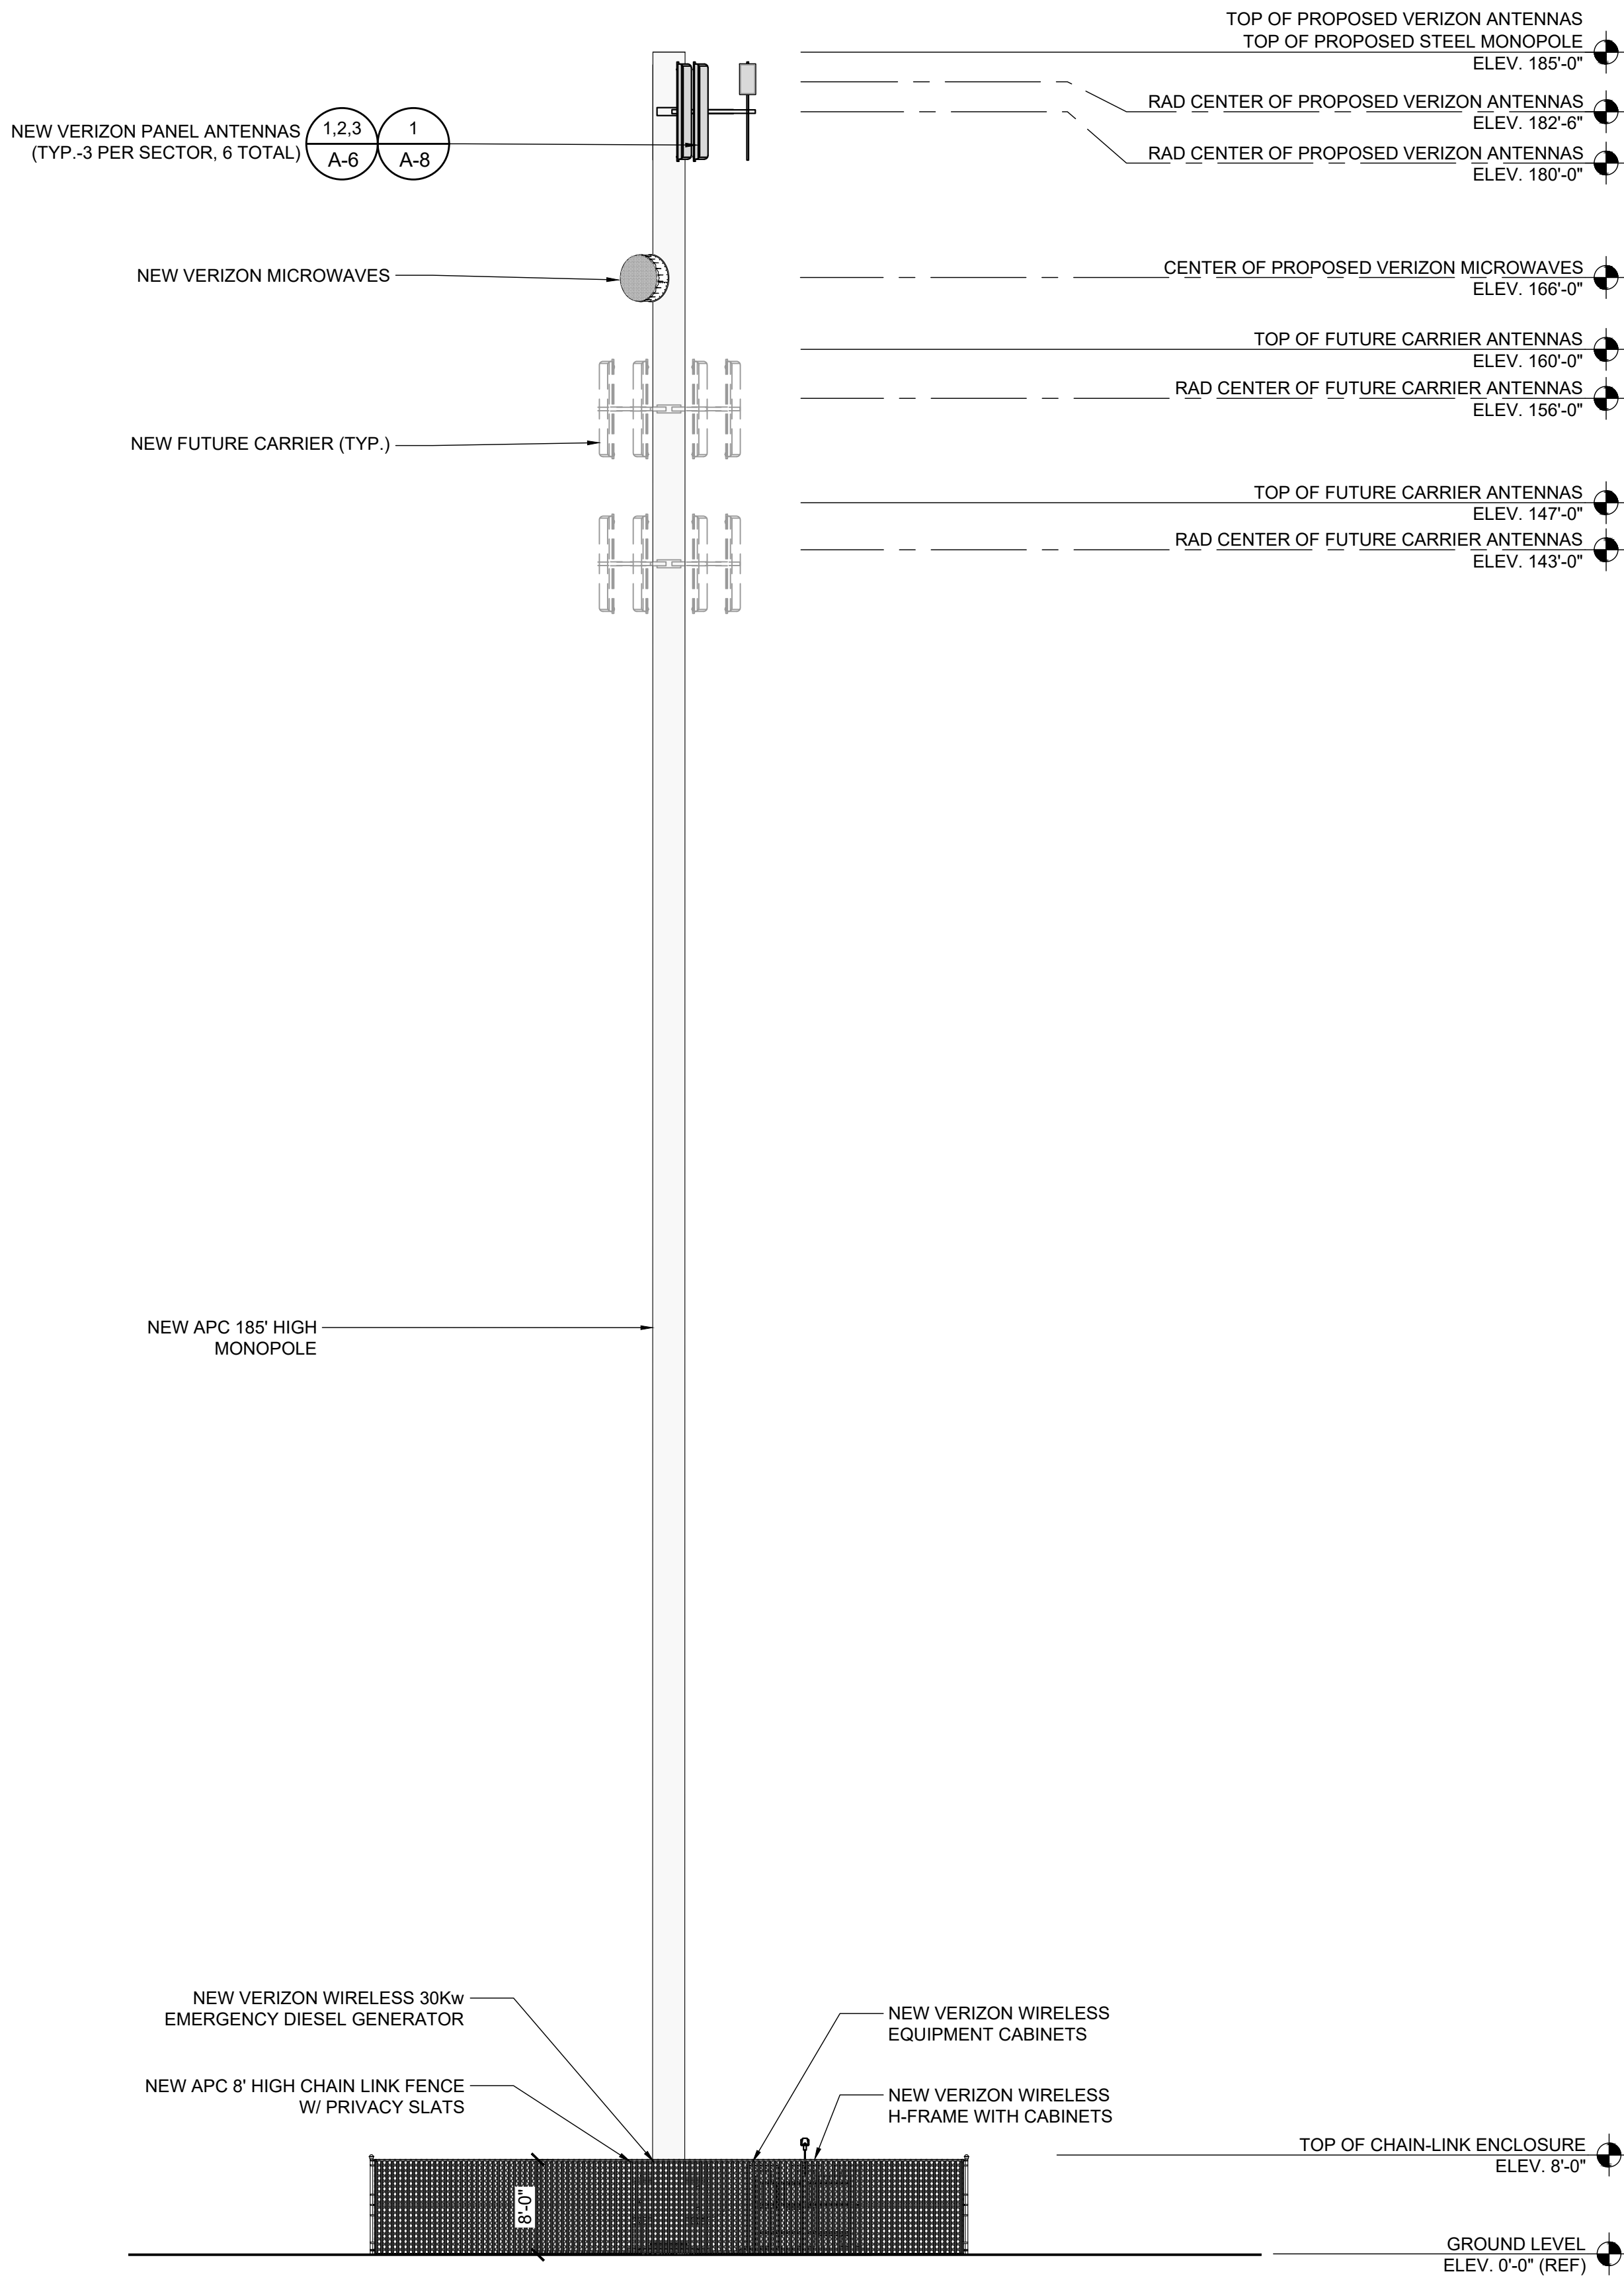 TOP OF PROPOSED VERIZON ANTENNAS
TOP OF PROPOSED STEEL MONOPOLE
ELEV. 185'-0"
RAD CENTER OF PROPOSED VERIZON ANTENNAS
ELEV. 182'-6"
RAD CENTER OF PROPOSED VERIZON ANTENNAS
ELEV. 180'-0"
NEW VERIZON PANEL ANTENNAS
(TYP.-3 PER SECTOR, 6 TOTAL)
1,2,3
A-6
1
A-8
NEW VERIZON MICROWAVES
CENTER OF PROPOSED VERIZON MICROWAVES
ELEV. 166'-0"
TOP OF FUTURE CARRIER ANTENNAS
ELEV. 160'-0"
RAD CENTER OF FUTURE CARRIER ANTENNAS
ELEV. 156'-0"
NEW FUTURE CARRIER (TYP.)
TOP OF FUTURE CARRIER ANTENNAS
ELEV. 147'-0"
RAD CENTER OF FUTURE CARRIER ANTENNAS
ELEV. 143'-0"
NEW APC 185' HIGH
MONOPOLE
NEW VERIZON WIRELESS 30Kw
EMERGENCY DIESEL GENERATOR
NEW VERIZON WIRELESS
EQUIPMENT CABINETS
NEW APC 8' HIGH CHAIN LINK FENCE
W/ PRIVACY SLATS
NEW VERIZON WIRELESS
H-FRAME WITH CABINETS
TOP OF CHAIN-LINK ENCLOSURE
ELEV. 8'-0"
8'-0"
GROUND LEVEL
ELEV. 0'-0" (REF)